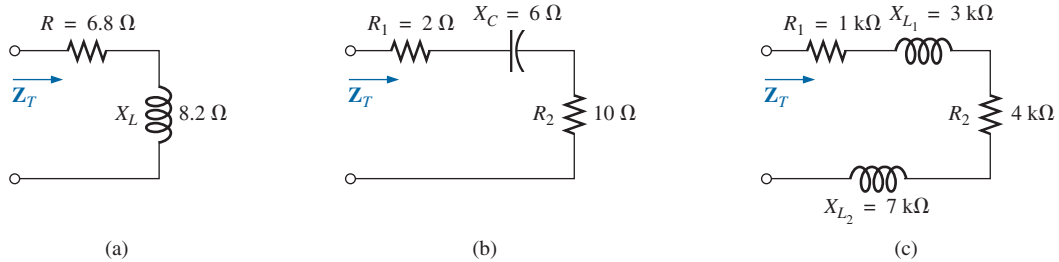 R = 6.8 Ω
Z_T
X_L 8.2 Ω
(a)
R_1 = 2 Ω
X_C = 6 Ω
Z_T
R_2 10 Ω
(b)
R_1 = 1 kΩ
X_{L_1} = 3 kΩ
Z_T
R_2 4 kΩ
X_{L_2} = 7 kΩ
(c)